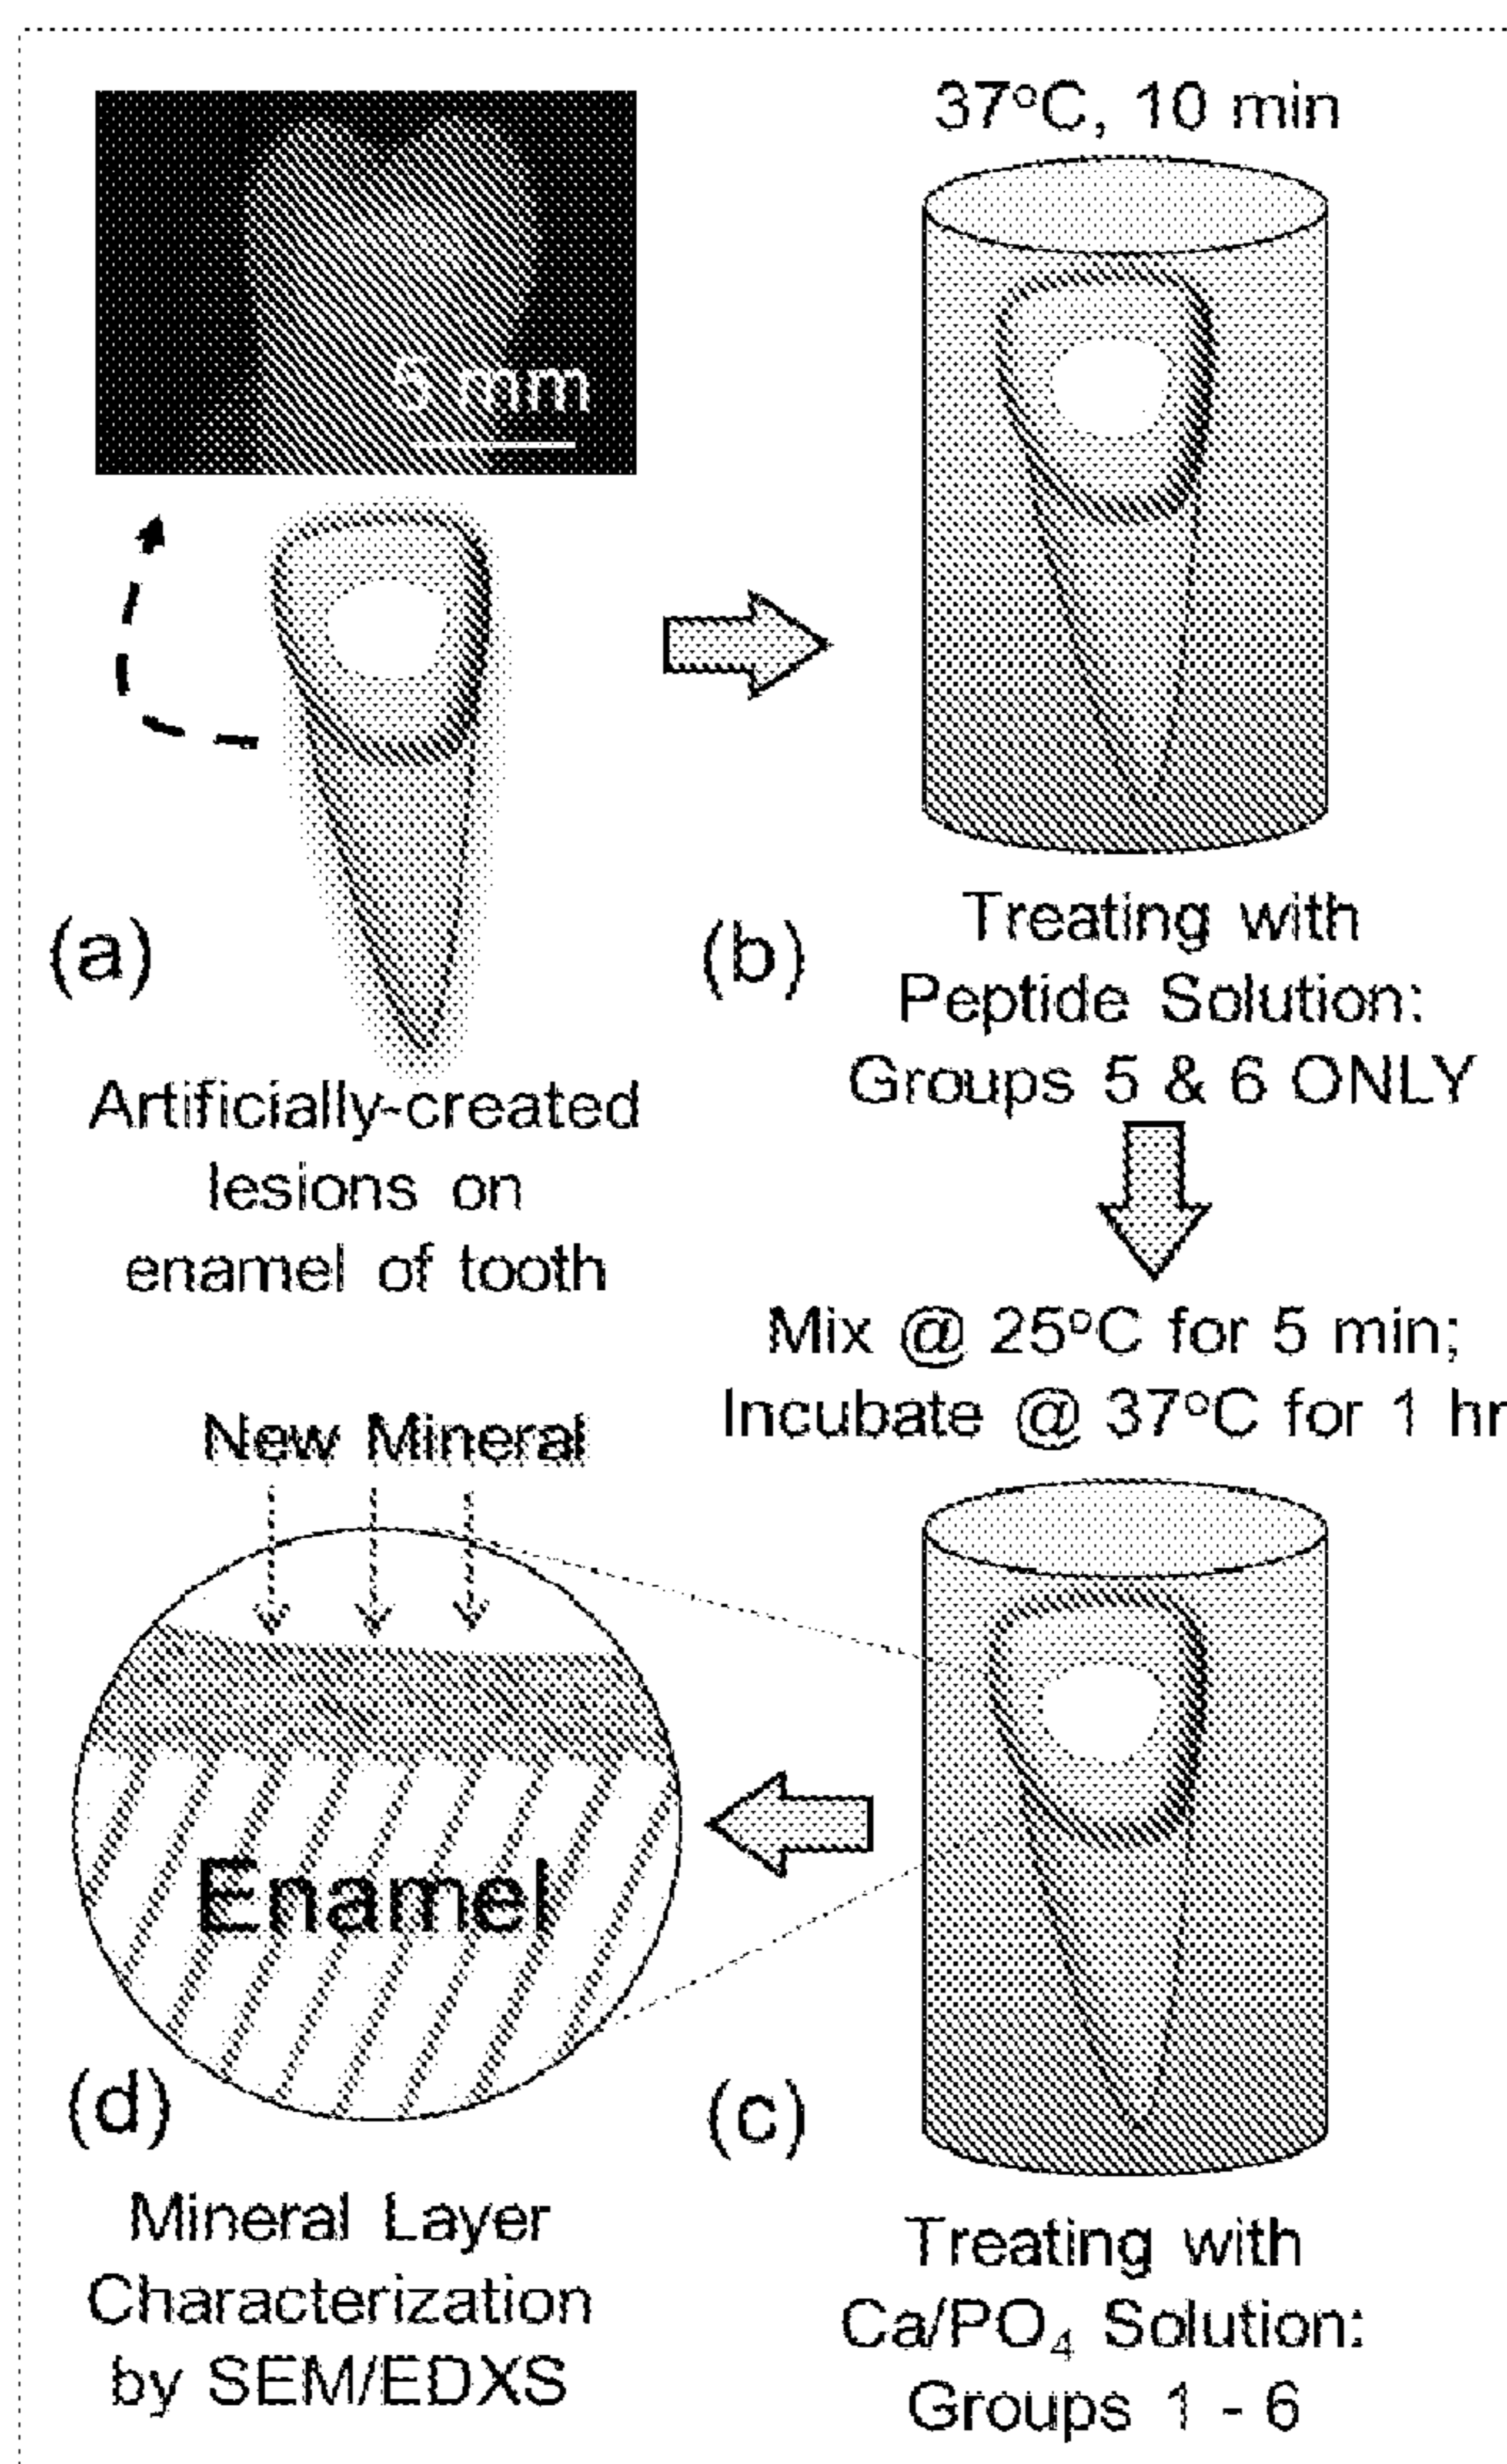 5 mm
(a)
Artificially-created
lesions on
enamel of tooth
37°C, 10 min
(b)
Treating with
Peptide Solution:
Groups 5 & 6 ONLY
Mix @ 25°C for 5 min;
Incubate @ 37°C for 1 hr
(c)
Treating with
Ca/PO₄ Solution:
Groups 1 - 6
New Mineral
Enamel
(d)
Mineral Layer
Characterization
by SEM/EDXS